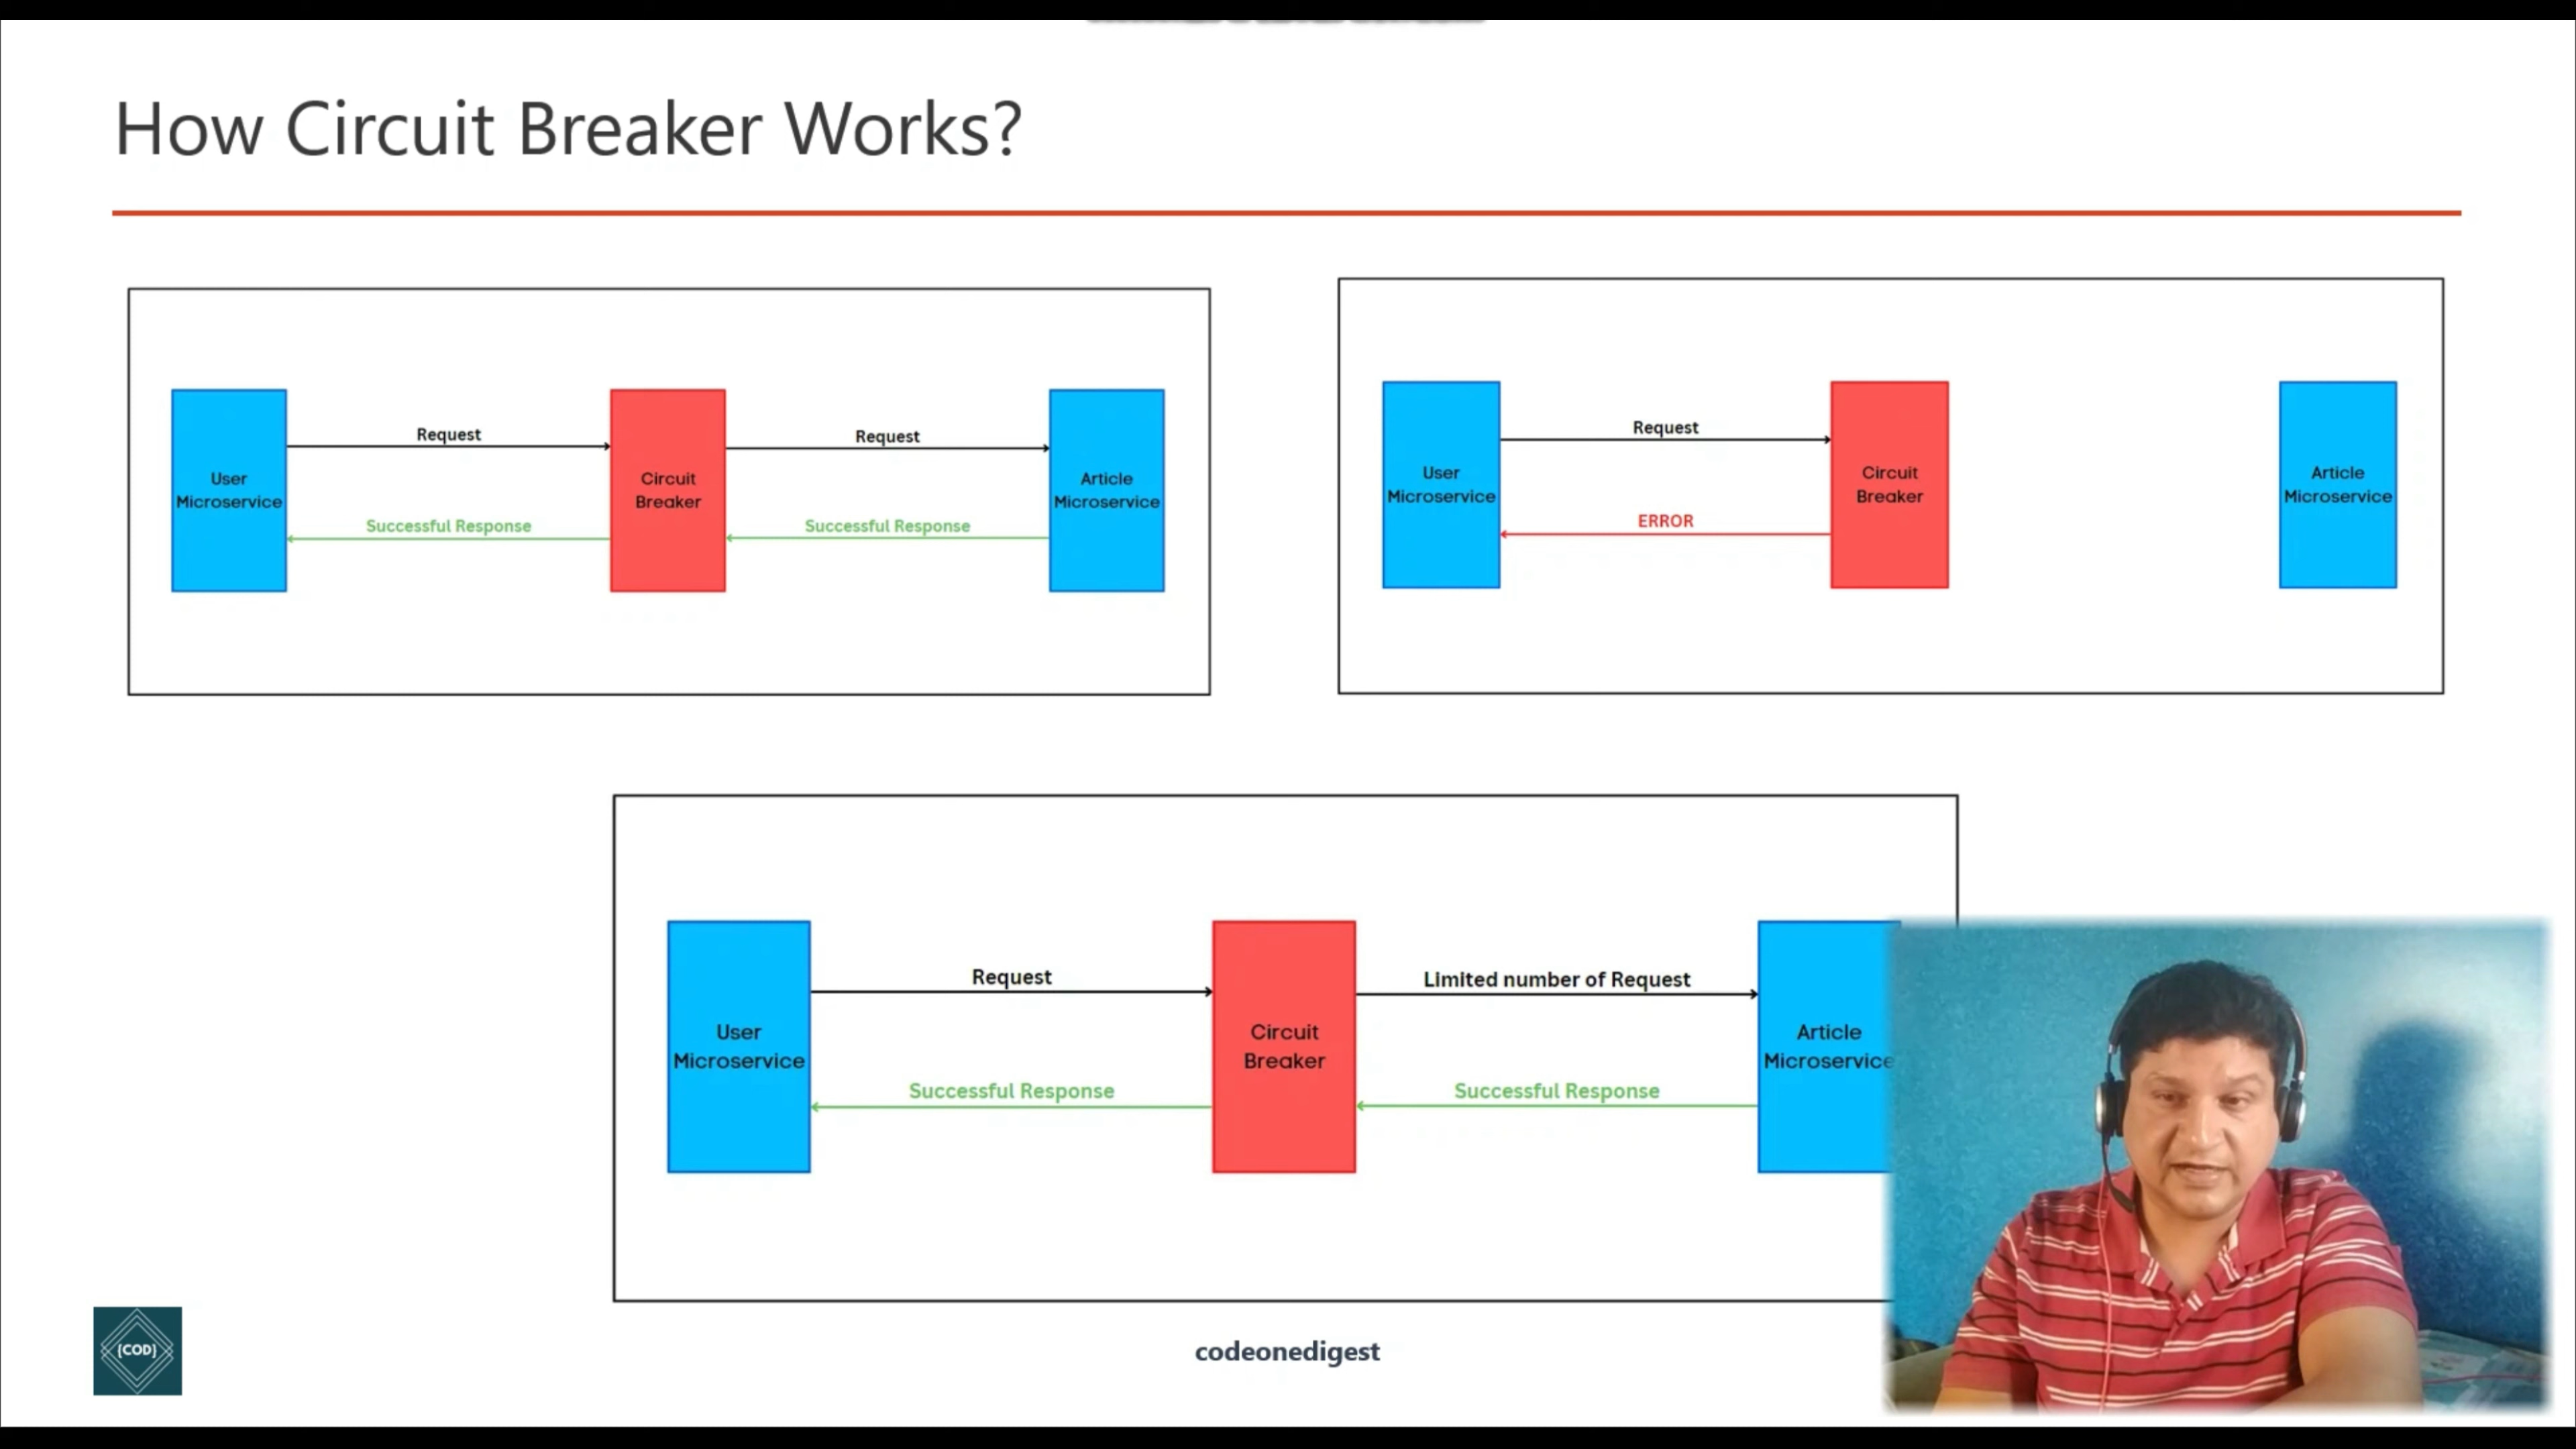 How Circuit Breaker Works?
Request
Request
User
Microservice
Circuit
Breaker
Article
Microservice
Successful Response
Successful Response
Request
User
Microservice
Circuit
Breaker
Article
Microservice
ERROR
Request
Limited number of Request
User
Microservice
Circuit
Breaker
Article
Microservice
Successful Response
Successful Response
{COD}
codeonedigest